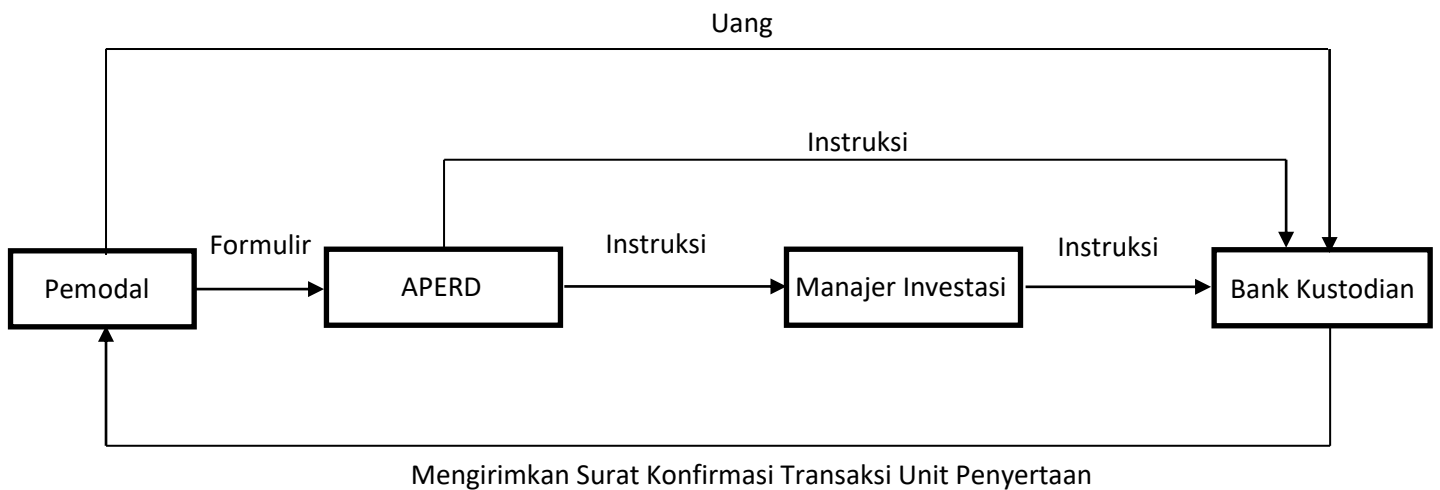 Uang
Instruksi
Formulir
Instruksi
Instruksi
Pemodal
APERD
Manajer Investasi
Bank Kustodian
Mengirimkan Surat Konfirmasi Transaksi Unit Penyertaan